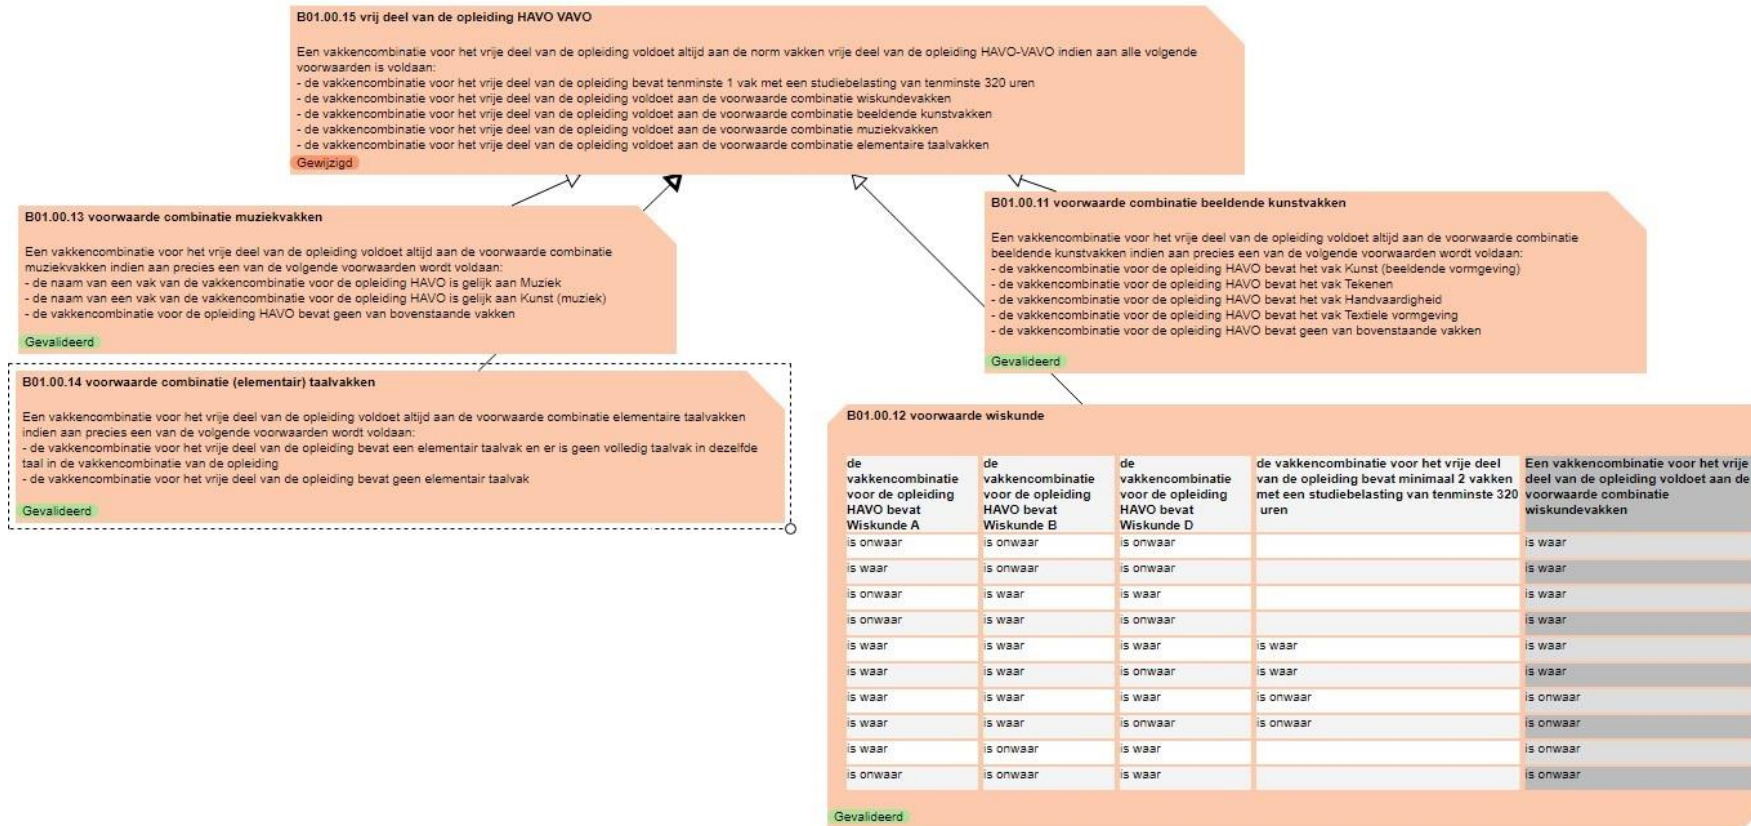 B01.00.15 vrij deel van de opleiding HAVO VAVO
Een vakkencombinatie voor het vrije deel van de opleiding voldoet altijd aan de norm vakken vrije deel van de opleiding HAVO-VAVO indien aan alle volgende
voorwaarden is voldaan:
- de vakkencombinatie voor het vrije deel van de opleiding bevat tenminste 1 vak met een studiebelasting van tenminste 320 uren
- de vakkencombinatie voor het vrije deel van de opleiding voldoet aan de voorwaarde combinatie wiskundevakken
- de vakkencombinatie voor het vrije deel van de opleiding voldoet aan de voorwaarde combinatie beeldende kunstvakken
- de vakkencombinatie voor het vrije deel van de opleiding voldoet aan de voorwaarde combinatie muziekvakken
- de vakkencombinatie voor het vrije deel van de opleiding voldoet aan de voorwaarde combinatie elementaire taalvakken
Gewijzigd
B01.00.13 voorwaarde combinatie muziekvakken
Een vakkencombinatie voor het vrije deel van de opleiding voldoet altijd aan de voorwaarde combinatie
muziekvakken indien aan precies een van de volgende voorwaarden wordt voldaan:
- de naam van een vak van de vakkencombinatie voor de opleiding HAVO is gelijk aan Muziek
- de naam van een vak van de vakkencombinatie voor de opleiding HAVO is gelijk aan Kunst (muziek)
- de vakkencombinatie voor de opleiding HAVO bevat geen van bovenstaande vakken
Gevalideerd
B01.00.11 voorwaarde combinatie beeldende kunstvakken
Een vakkencombinatie voor het vrije deel van de opleiding voldoet altijd aan de voorwaarde combinatie
beeldende kunstvakken indien aan precies een van de volgende voorwaarden wordt voldaan:
- de vakkencombinatie voor de opleiding HAVO bevat het vak Kunst (beeldende vormgeving)
- de vakkencombinatie voor de opleiding HAVO bevat het vak Tekenen
- de vakkencombinatie voor de opleiding HAVO bevat het vak Handvaardigheid
- de vakkencombinatie voor de opleiding HAVO bevat het vak Textiele vormgeving
- de vakkencombinatie voor de opleiding HAVO bevat geen van bovenstaande vakken
Gevalideerd
B01.00.14 voorwaarde combinatie (elementair) taalvakken
Een vakkencombinatie voor het vrije deel van de opleiding voldoet altijd aan de voorwaarde combinatie elementaire taalvakken
indien aan precies een van de volgende voorwaarden wordt voldaan:
- de vakkencombinatie voor het vrije deel van de opleiding bevat een elementair taalvak en er is geen volledig taalvak in dezelfde
taal in de vakkencombinatie van de opleiding
- de vakkencombinatie voor het vrije deel van de opleiding bevat geen elementair taalvak
Gevalideerd
B01.00.12 voorwaarde wiskunde
de
vakkencombinatie
voor de opleiding
HAVO bevat
Wiskunde A
de
vakkencombinatie
voor de opleiding
HAVO bevat
Wiskunde B
de
vakkencombinatie
voor de opleiding
HAVO bevat
Wiskunde D
de vakkencombinatie voor het vrije deel
van de opleiding bevat minimaal 2 vakken
met een studiebelasting van tenminste 320
uren
Een vakkencombinatie voor het vrije
deel van de opleiding voldoet aan de
voorwaarde combinatie
wiskundevakken
is onwaar is onwaar is onwaar is waar
is waar is onwaar is onwaar is waar
is onwaar is waar is waar is waar
is onwaar is waar is onwaar is waar
is waar is waar is waar is waar is waar
is waar is waar is onwaar is waar is waar
is waar is waar is waar is onwaar is onwaar
is waar is waar is onwaar is onwaar is onwaar
is waar is onwaar is waar is onwaar
is onwaar is onwaar is waar is onwaar
Gevalideerd